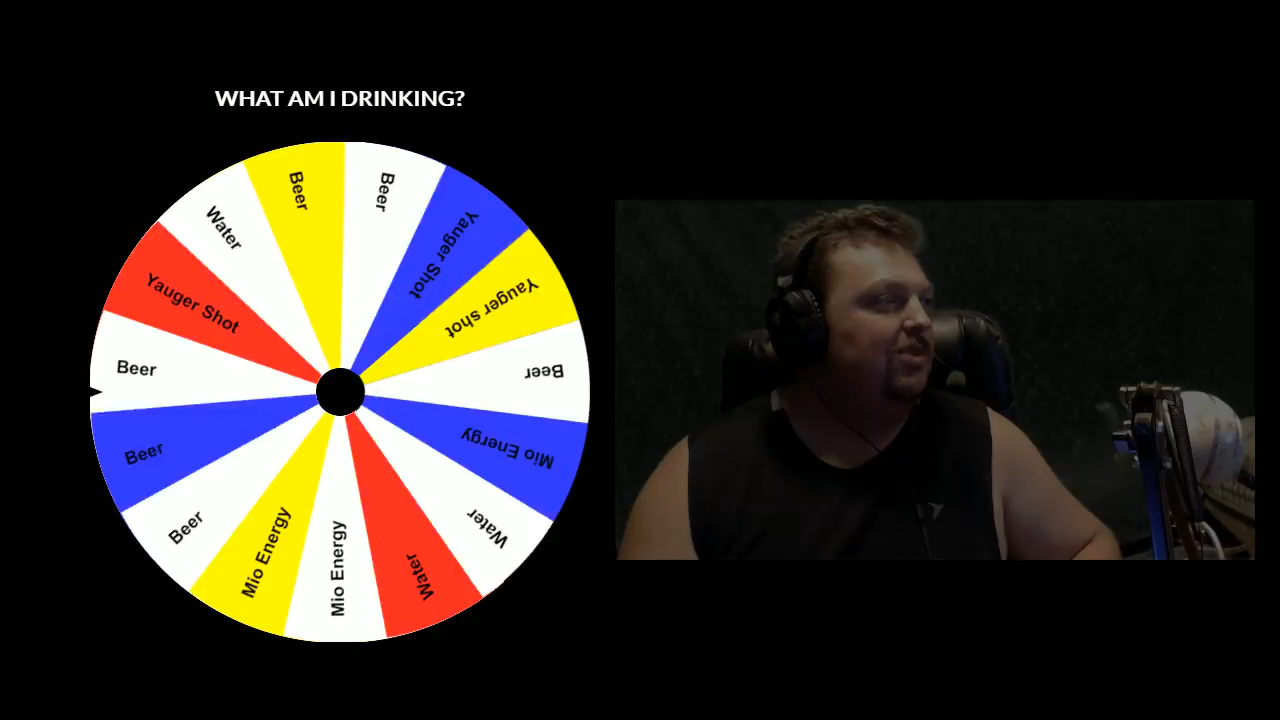 WHAT AM I DRINKING?
Beer
Beer
Yauger Shot
Yauger shot
Beer
Mio Energy
Water
Water
Mio Energy
Mio Energy
Beer
Beer
Beer
Yauger Shot
Water